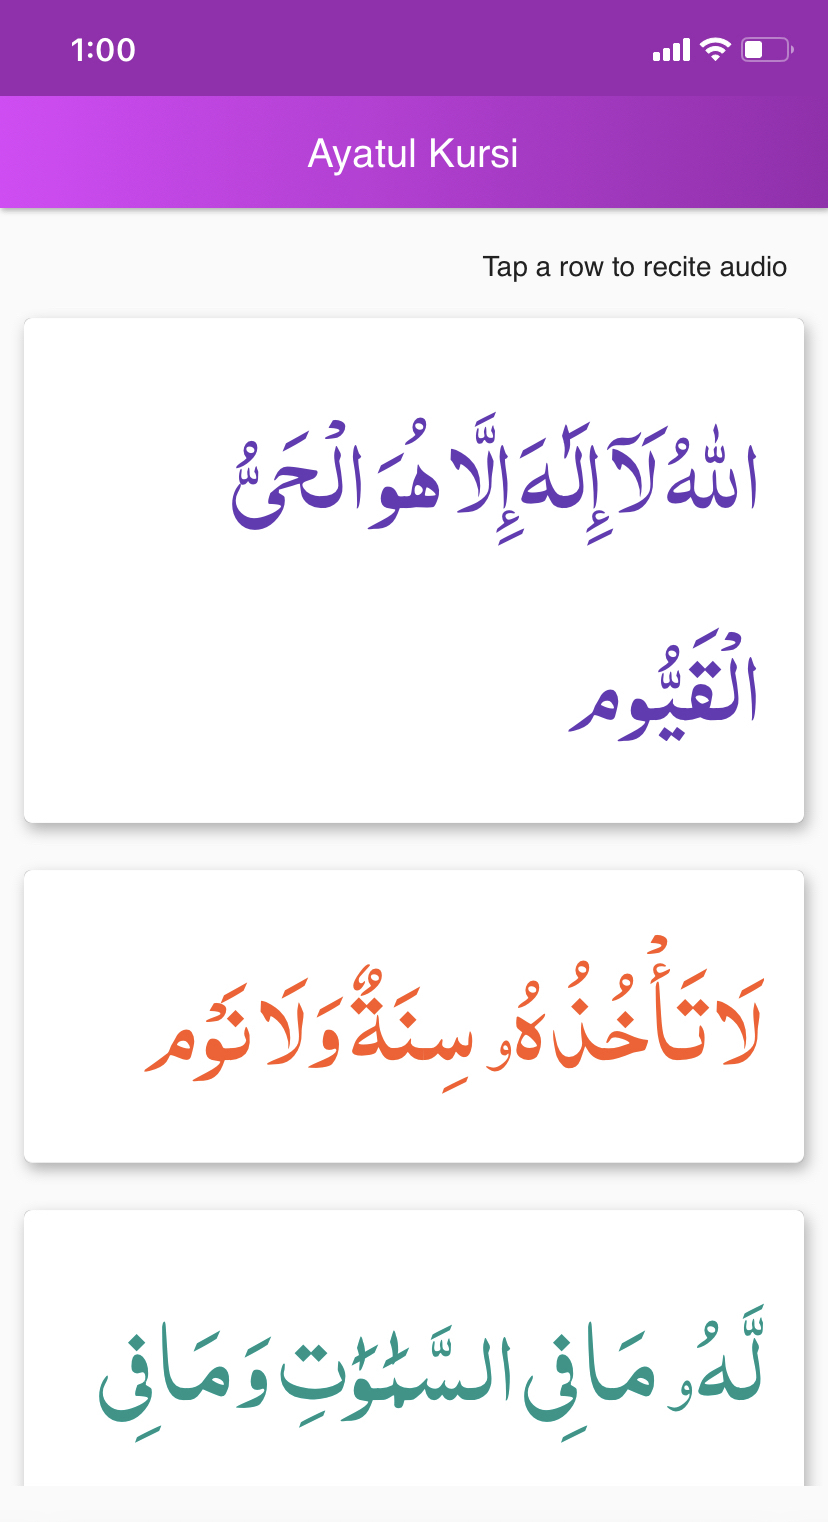 1:00
Ayatul Kursi
Tap a row to recite audio
اللّٰهُ لَآ إِلَٰهَ إِلَّا هُوَ الْحَىُّ
الْقَيُّوم
لَا تَأْخُذُهُۥ سِنَةٌ وَلَا نَوْم
لَّهُۥ مَا فِى السَّمَٰوَٰتِ وَمَا فِى